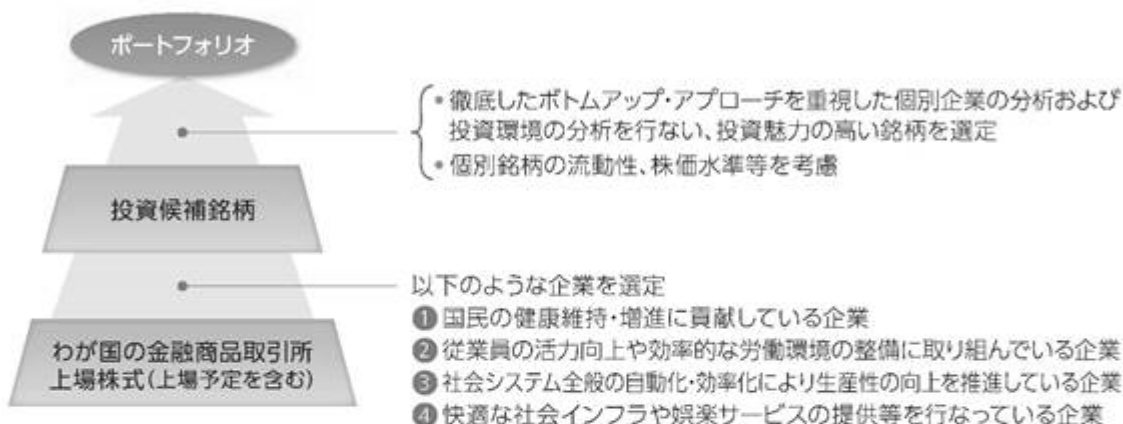 ポートフォリオ
• 徹底したボトムアップ・アプローチを重視した個別企業の分析および
投資環境の分析を行ない、投資魅力の高い銘柄を選定
• 個別銘柄の流動性、株価水準等を考慮
投資候補銘柄
以下のような企業を選定
❶国民の健康維持・増進に貢献している企業
❷従業員の活力向上や効率的な労働環境の整備に取り組んでいる企業
❸社会システム全般の自動化・効率化により生産性の向上を推進している企業
❹快適な社会インフラや娯楽サービスの提供等を行なっている企業
わが国の金融商品取引所
上場株式(上場予定を含む)